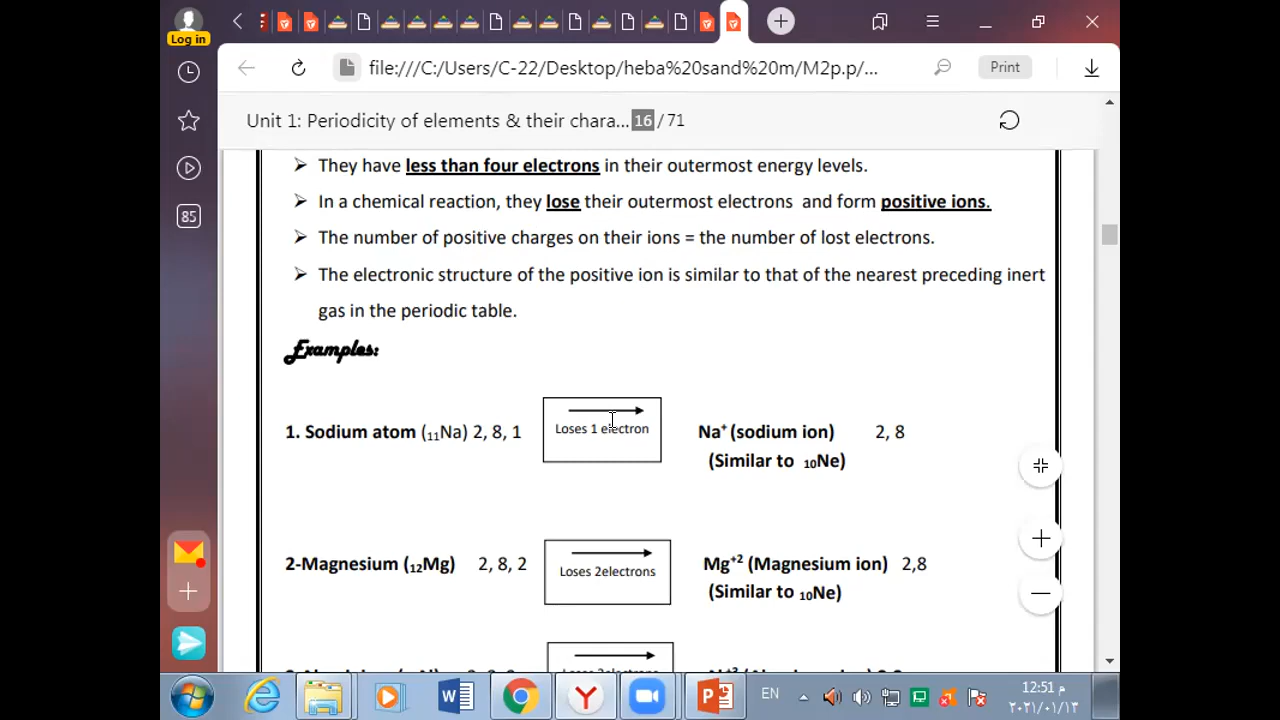 Log in
file:///C:/Users/C-22/Desktop/heba%20sand%20m/M2p.p/...
Print
85
Unit 1: Periodicity of elements & their chara... 16 / 71
➤ They have less than four electrons in their outermost energy levels.
➤ In a chemical reaction, they lose their outermost electrons and form positive ions.
➤ The number of positive charges on their ions = the number of lost electrons.
➤ The electronic structure of the positive ion is similar to that of the nearest preceding inert
gas in the periodic table.
Examples:
1. Sodium atom (₁₁Na) 2, 8, 1 Loses 1 electron Na⁺ (sodium ion) 2, 8
(Similar to ₁₀Ne)
2-Magnesium (₁₂Mg) 2, 8, 2 Loses 2electrons Mg⁺² (Magnesium ion) 2,8
(Similar to ₁₀Ne)
EN
12:51 م
٢٠٢١/٠١/١٣